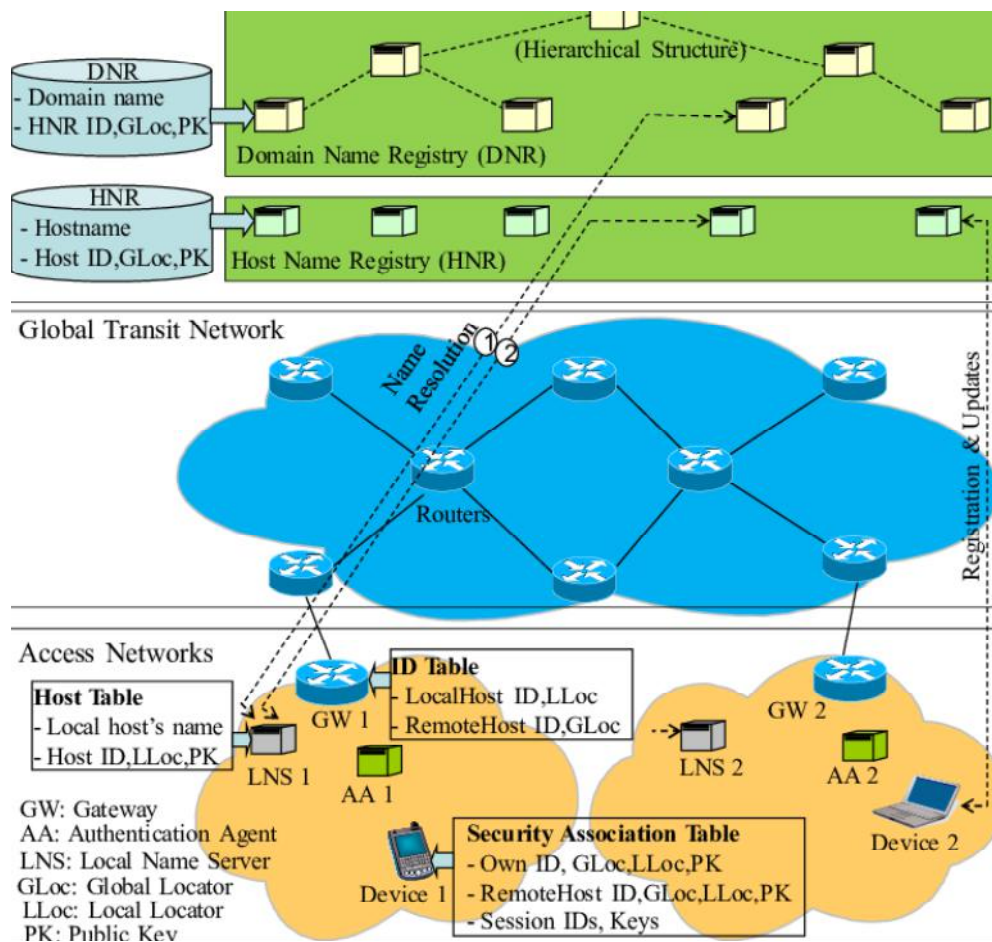 (Hierarchical Structure)
DNR
- Domain name
- HNR ID,GLoc,PK
Domain Name Registry (DNR)
HNR
- Hostname
- Host ID,GLoc,PK
Host Name Registry (HNR)
Global Transit Network
Name
Resolution
1
2
Routers
Registration & Updates
Access Networks
Host Table
- Local host's name
- Host ID,LLoc,PK
GW 1
ID Table
- LocalHost ID,LLoc
- RemoteHost ID,GLoc
LNS 1
AA 1
GW 2
LNS 2
AA 2
Device 2
GW: Gateway
AA: Authentication Agent
LNS: Local Name Server
GLoc: Global Locator
LLoc: Local Locator
PK: Public Key
Device 1
Security Association Table
- Own ID, GLoc,LLoc,PK
- RemoteHost ID,GLoc,LLoc,PK
- Session IDs, Keys